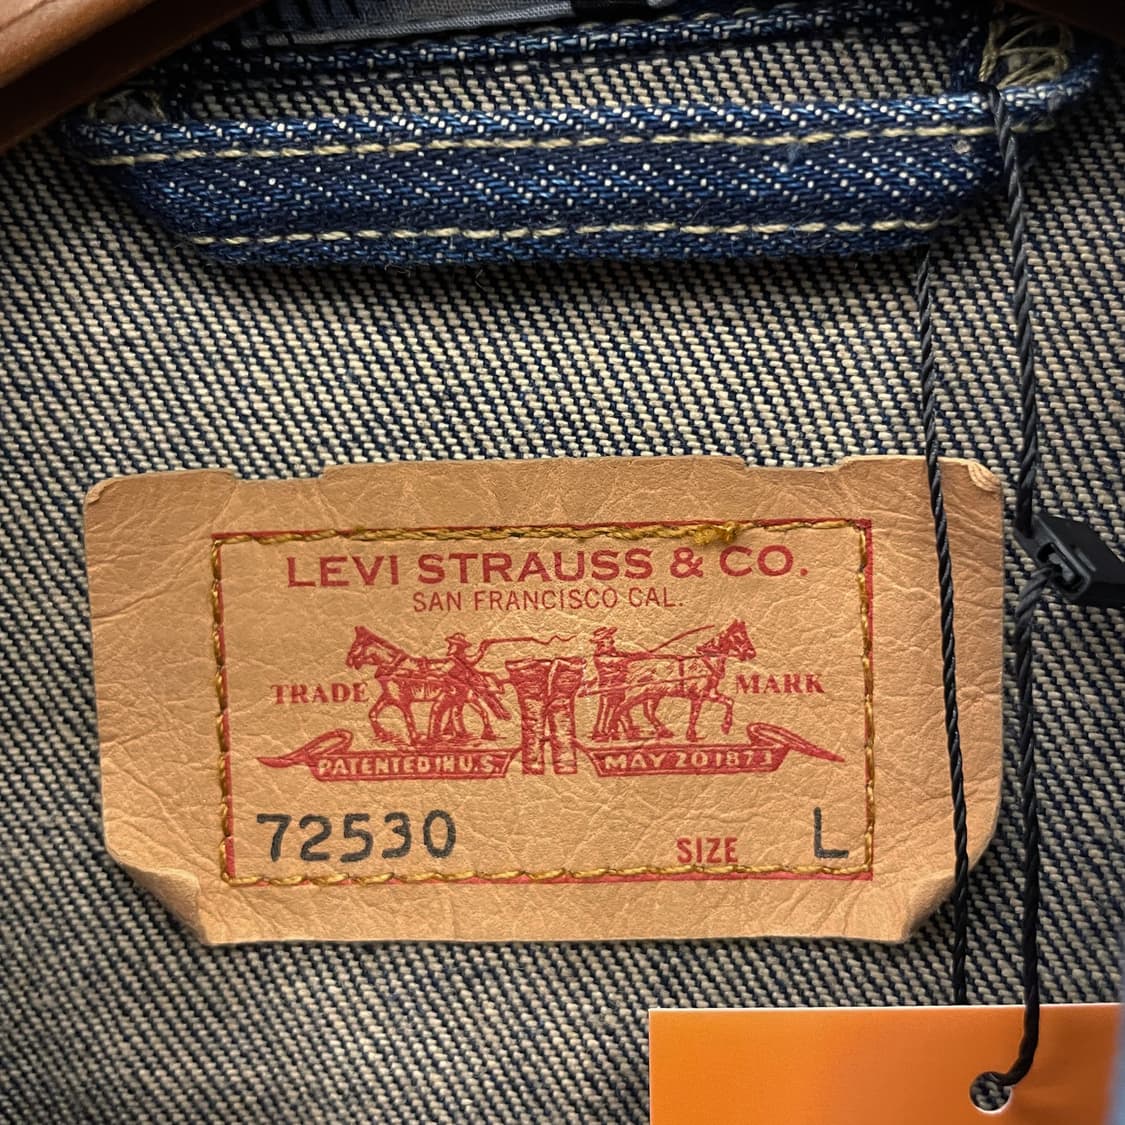 LEVI STRAUSS & CO.
SAN FRANCISCO CAL.
TRADE MARK
PATENTED IN U.S. MAY 20 1873
72530 SIZE L